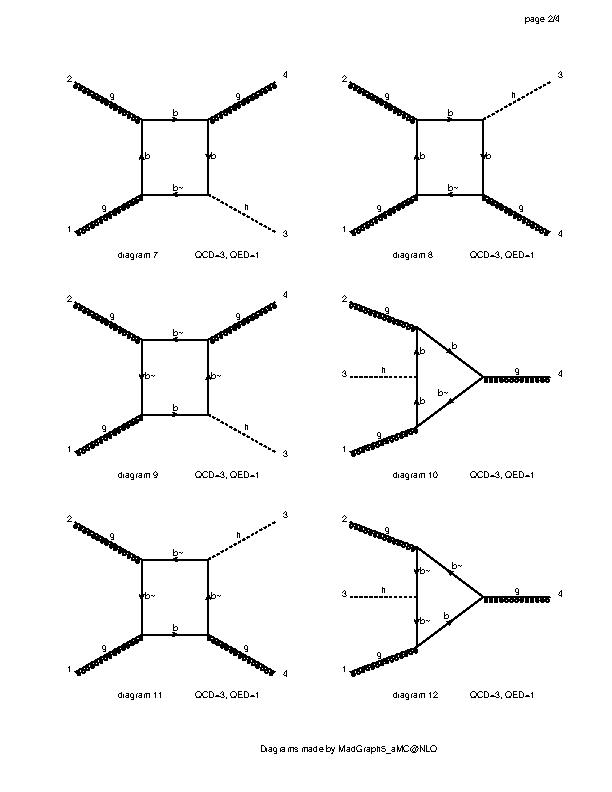 page 2/4
2 g b g 4
b b
b~
1 g h 3
diagram 7 QCD=3, QED=1
2 g b h 3
b b
b~
1 g g 4
diagram 8 QCD=3, QED=1
2 g b~ g 4
b~ b~
b
1 g h 3
diagram 9 QCD=3, QED=1
2 g
b b
3 h g 4
b b~
1 g
diagram 10 QCD=3, QED=1
2 g b~ h 3
b~ b~
b
1 g g 4
diagram 11 QCD=3, QED=1
2 g
b~ b~
3 h g 4
b~ b
1 g
diagram 12 QCD=3, QED=1
Diagrams made by MadGraph5_aMC@NLO